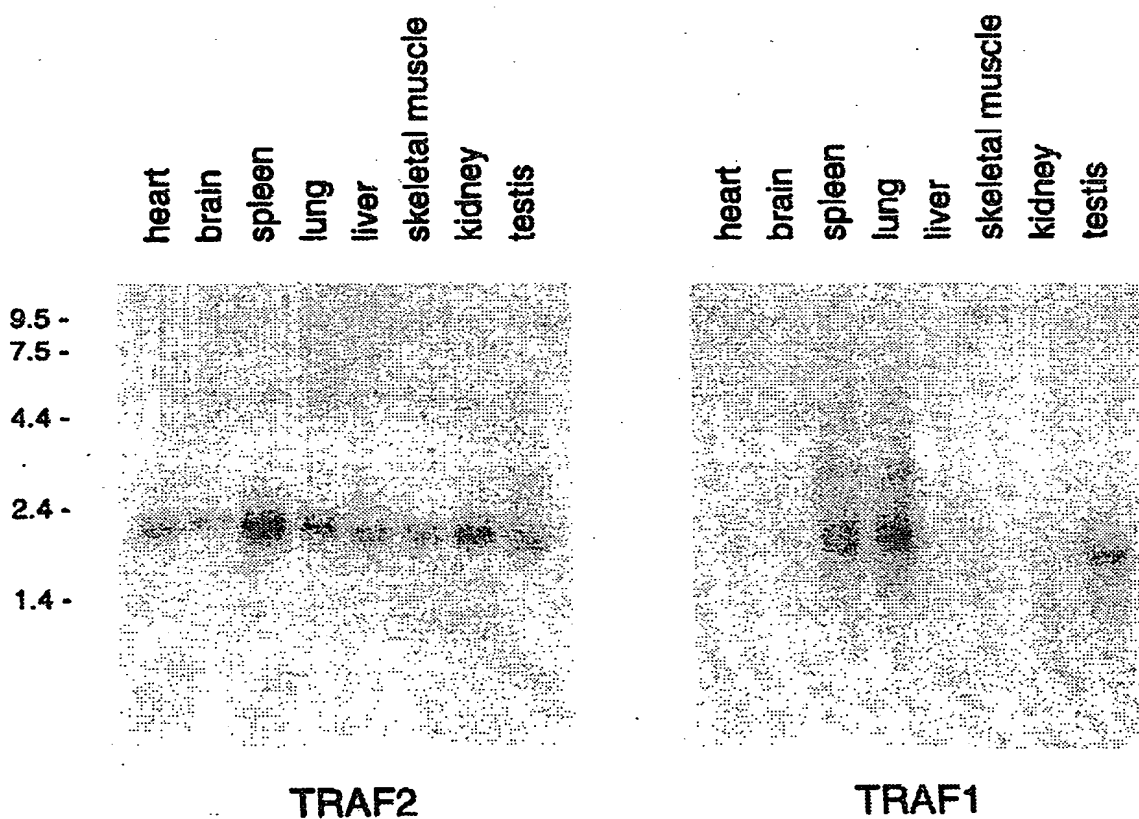 heart
brain
spleen
lung
liver
skeletal muscle
kidney
testis
heart
brain
spleen
lung
liver
skeletal muscle
kidney
testis
9.5 -
7.5 -
4.4 -
2.4 -
1.4 -
TRAF2
TRAF1